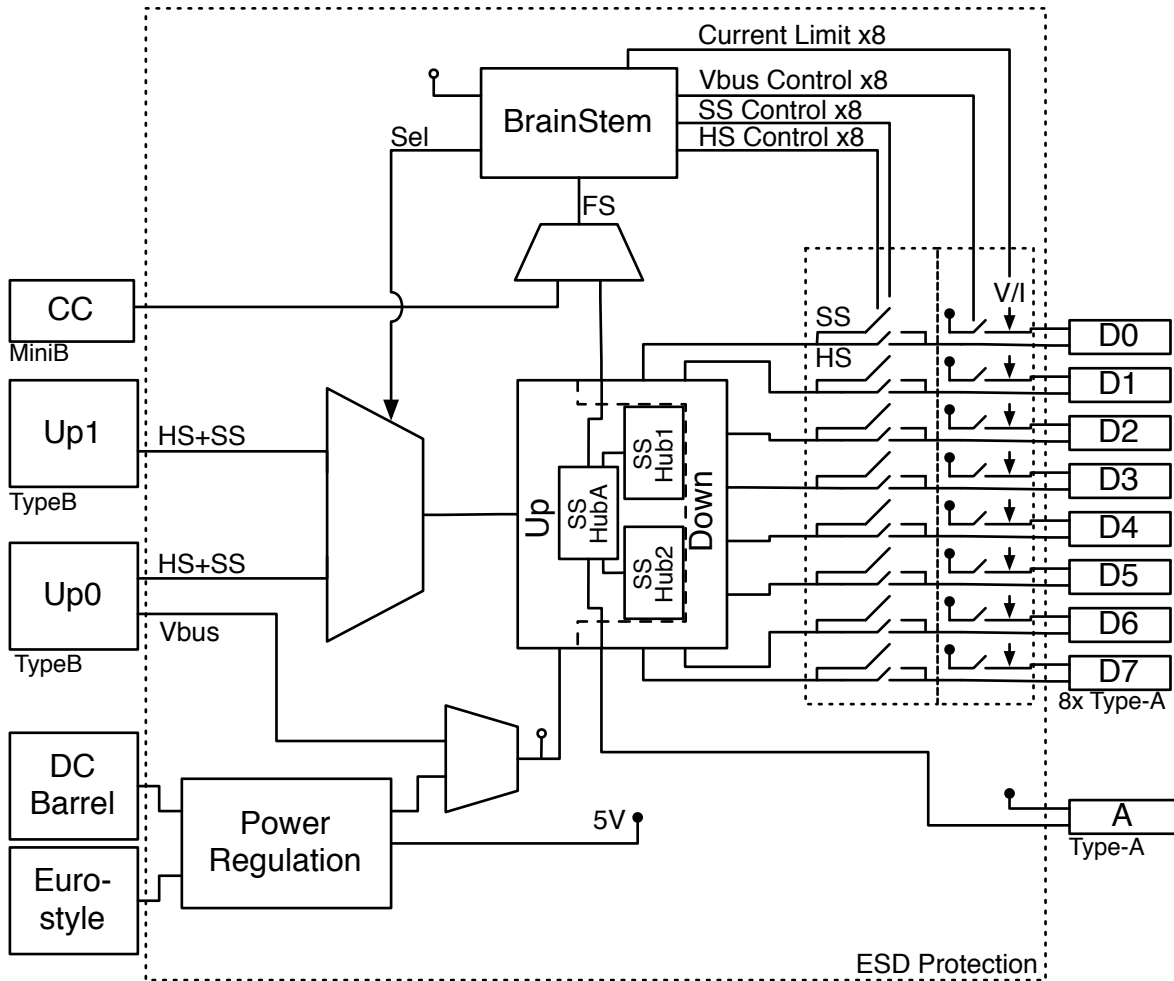 Current Limit x8
Vbus Control x8
SS Control x8
HS Control x8
BrainStem
Sel
FS
CC
MiniB
V/I
SS
HS
D0
D1
D2
D3
D4
D5
D6
D7
8x Type-A
Up1
TypeB
HS+SS
Up0
TypeB
HS+SS
Vbus
Up
SS
HubA
SS
Hub1
SS
Hub2
Down
DC
Barrel
Euro-
style
Power
Regulation
5V
A
Type-A
ESD Protection